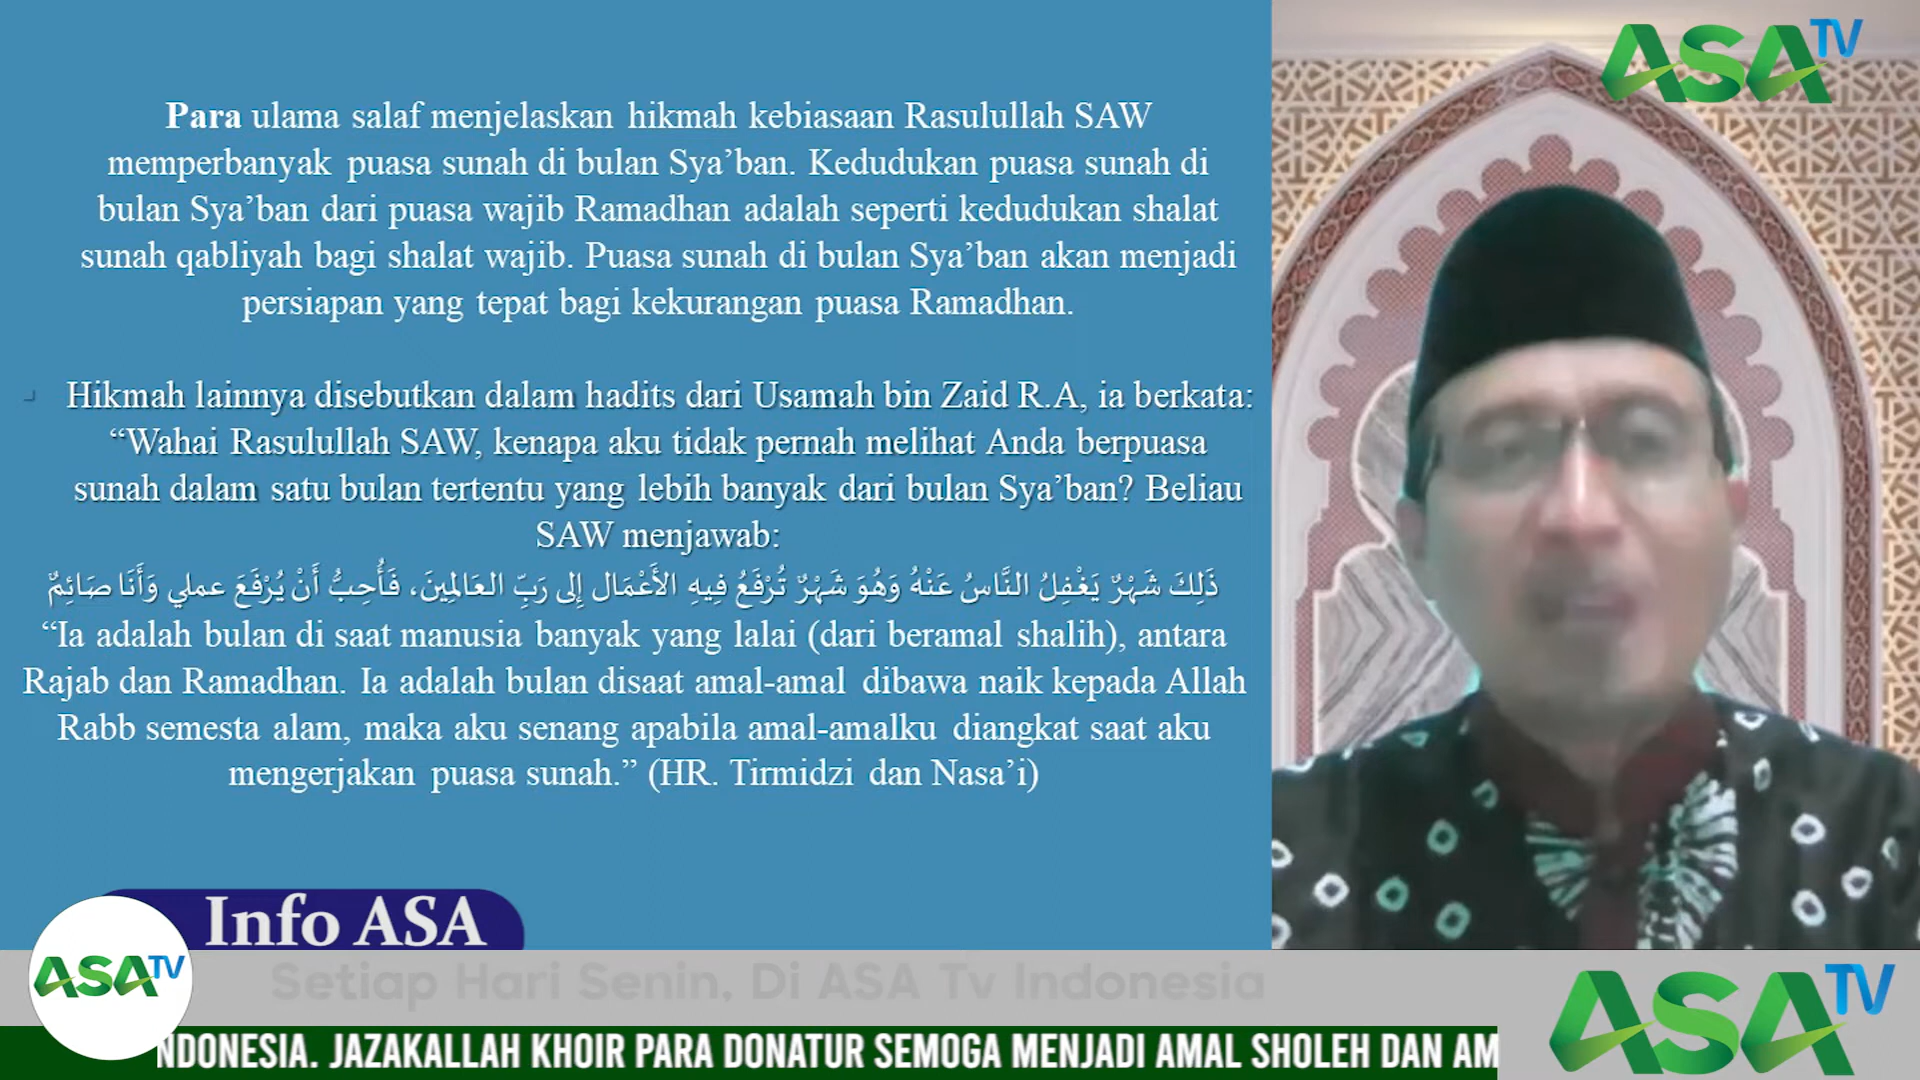 ASA TV
Para ulama salaf menjelaskan hikmah kebiasaan Rasulullah SAW
memperbanyak puasa sunah di bulan Sya’ban. Kedudukan puasa sunah di
bulan Sya’ban dari puasa wajib Ramadhan adalah seperti kedudukan shalat
sunah qabliyah bagi shalat wajib. Puasa sunah di bulan Sya’ban akan menjadi
persiapan yang tepat bagi kekurangan puasa Ramadhan.
Hikmah lainnya disebutkan dalam hadits dari Usamah bin Zaid R.A, ia berkata:
“Wahai Rasulullah SAW, kenapa aku tidak pernah melihat Anda berpuasa
sunah dalam satu bulan tertentu yang lebih banyak dari bulan Sya’ban? Beliau
SAW menjawab:
ذَلِكَ شَهْرٌ يَغْفِلُ النَّاسُ عَنْهُ وَهُوَ شَهْرٌ تُرْفَعُ فِيهِ الأَعْمَال إِلى رَبِّ العَالمِينَ، فَأُحِبُّ أَنْ يُرْفَعَ عملي وَأَنَا صَائِمٌ
“Ia adalah bulan di saat manusia banyak yang lalai (dari beramal shalih), antara
Rajab dan Ramadhan. Ia adalah bulan disaat amal-amal dibawa naik kepada Allah
Rabb semesta alam, maka aku senang apabila amal-amalku diangkat saat aku
mengerjakan puasa sunah.” (HR. Tirmidzi dan Nasa’i)
Info ASA
ASA TV
Setiap Hari Senin, Di ASA Tv Indonesia
ASA TV
NDONESIA. JAZAKALLAH KHOIR PARA DONATUR SEMOGA MENJADI AMAL SHOLEH DAN AM